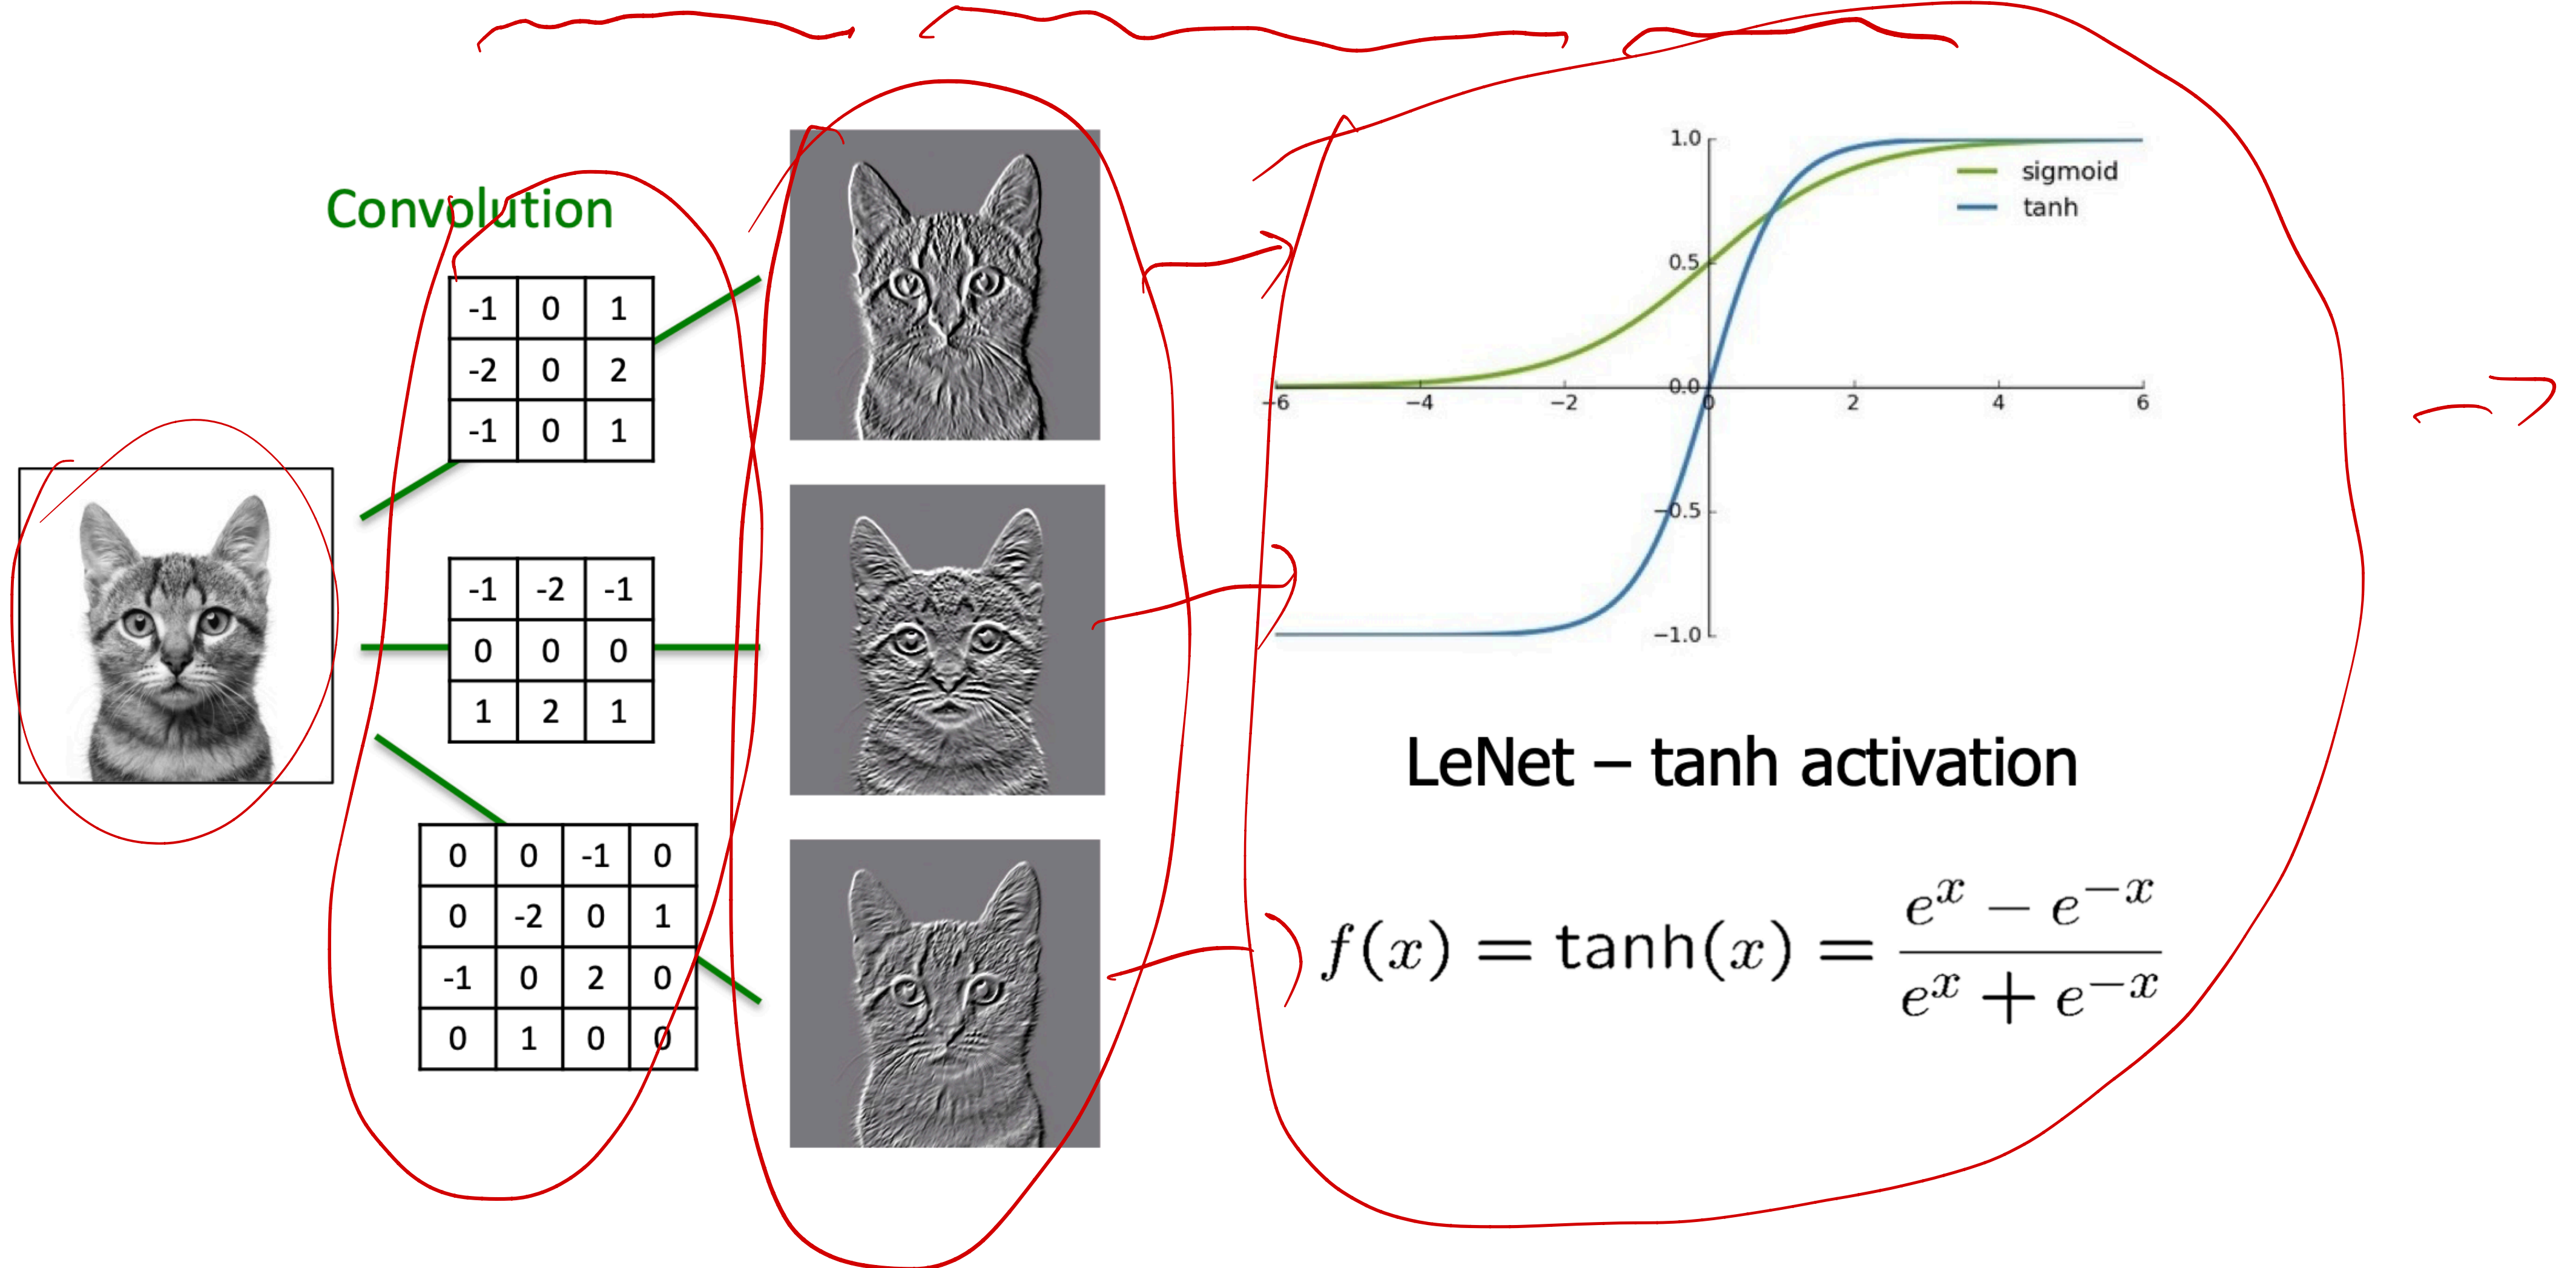 Convolution
-1 0 1
-2 0 2
-1 0 1
-1 -2 -1
0 0 0
1 2 1
0 0 -1 0
0 -2 0 1
-1 0 2 0
0 1 0 0
1.0
0.5
0.0
−0.5
−1.0
−6 −4 −2 0 2 4 6
sigmoid
tanh
LeNet – tanh activation
f(x) = tanh(x) = (e^x − e^−x) / (e^x + e^−x)